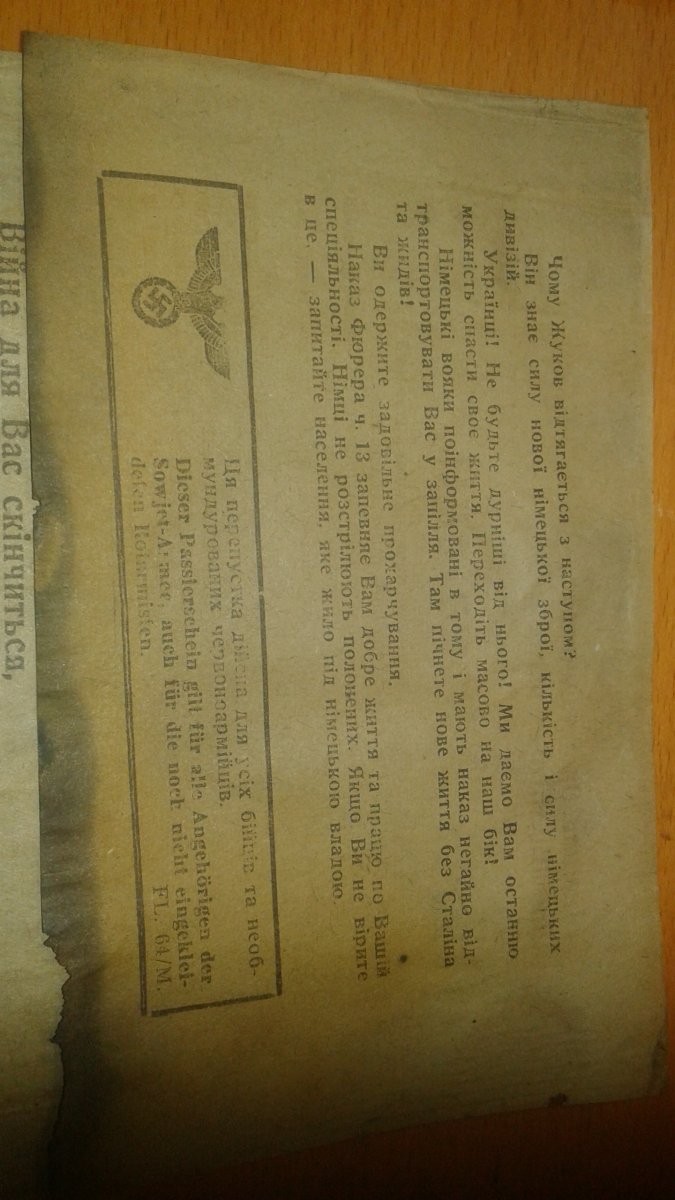 Чому Жуков відтягається з наступом?
Він знає силу нової німецької зброї, кількість і силу німецьких
дивізій.
Українці! Не будьте дурніші від нього! Ми даємо Вам останню
можність спасти своє життя. Переходіть масово на наш бік!
Німецькі вояки поінформовані в тому і мають наказ негайно від-
транспортовувати Вас у запілля. Там пічнете нове життя без Сталіна
та жидів!
Ви одержите задовільне прохарчування.
Наказ Фюрера ч. 13 запевняє Вам добре життя та працю по Вашій
спеціяльності. Німці не розстрілюють полонених. Якщо Ви не вірите
в це, — запитайте населення, яке жило під німецькою владою.
Ця перепустка дійсна для усіх бійців та необ-
мундурованих червоноармійців.
Dieser Passierschein gilt für alle Angehörigen der
Sowjet-Armee, auch für die noch nicht eingeklei-
deten Rotarmisten.
FL. 64/M.
Війна для Вас скінчиться,